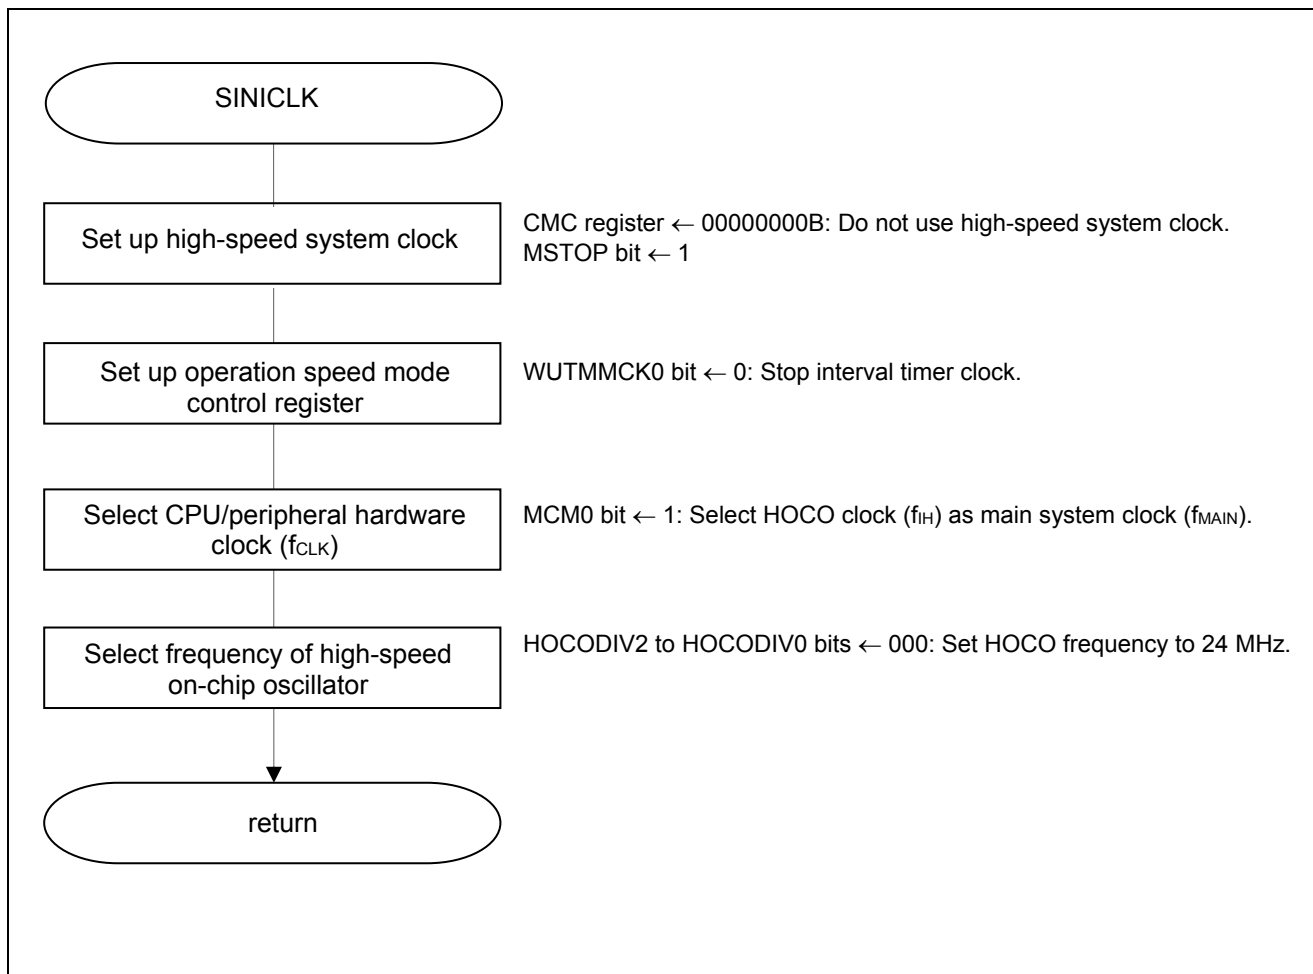 SINICLK
Set up high-speed system clock
CMC register ← 00000000B: Do not use high-speed system clock.
MSTOP bit ← 1
Set up operation speed mode
control register
WUTMMCK0 bit ← 0: Stop interval timer clock.
Select CPU/peripheral hardware
clock (fCLK)
MCM0 bit ← 1: Select HOCO clock (fIH) as main system clock (fMAIN).
Select frequency of high-speed
on-chip oscillator
HOCODIV2 to HOCODIV0 bits ← 000: Set HOCO frequency to 24 MHz.
return